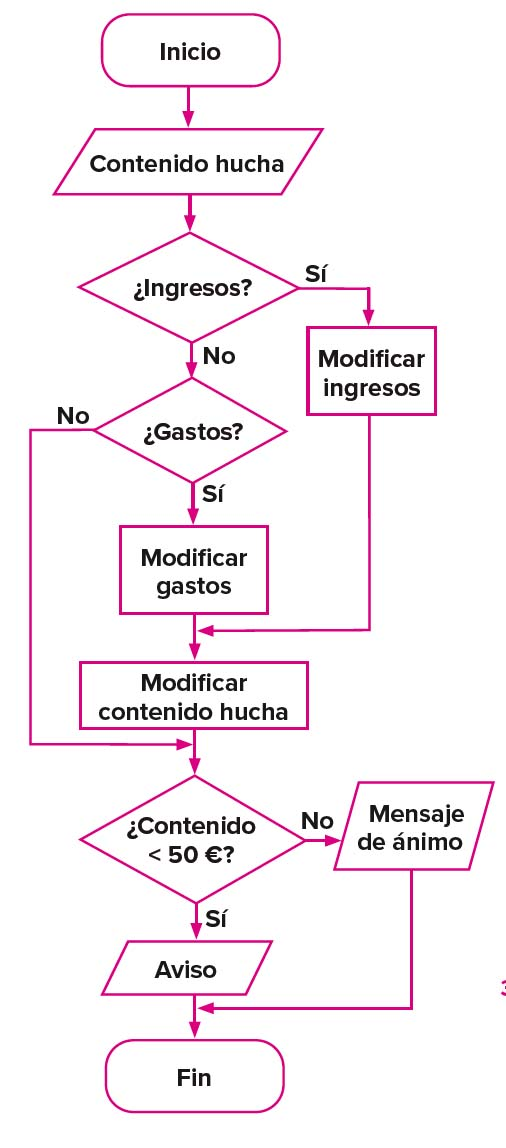 Inicio
Contenido hucha
¿Ingresos?
Sí
No
Modificar
ingresos
No
¿Gastos?
Sí
Modificar
gastos
Modificar
contenido hucha
¿Contenido
< 50 €?
No
Mensaje
de ánimo
Sí
Aviso
Fin